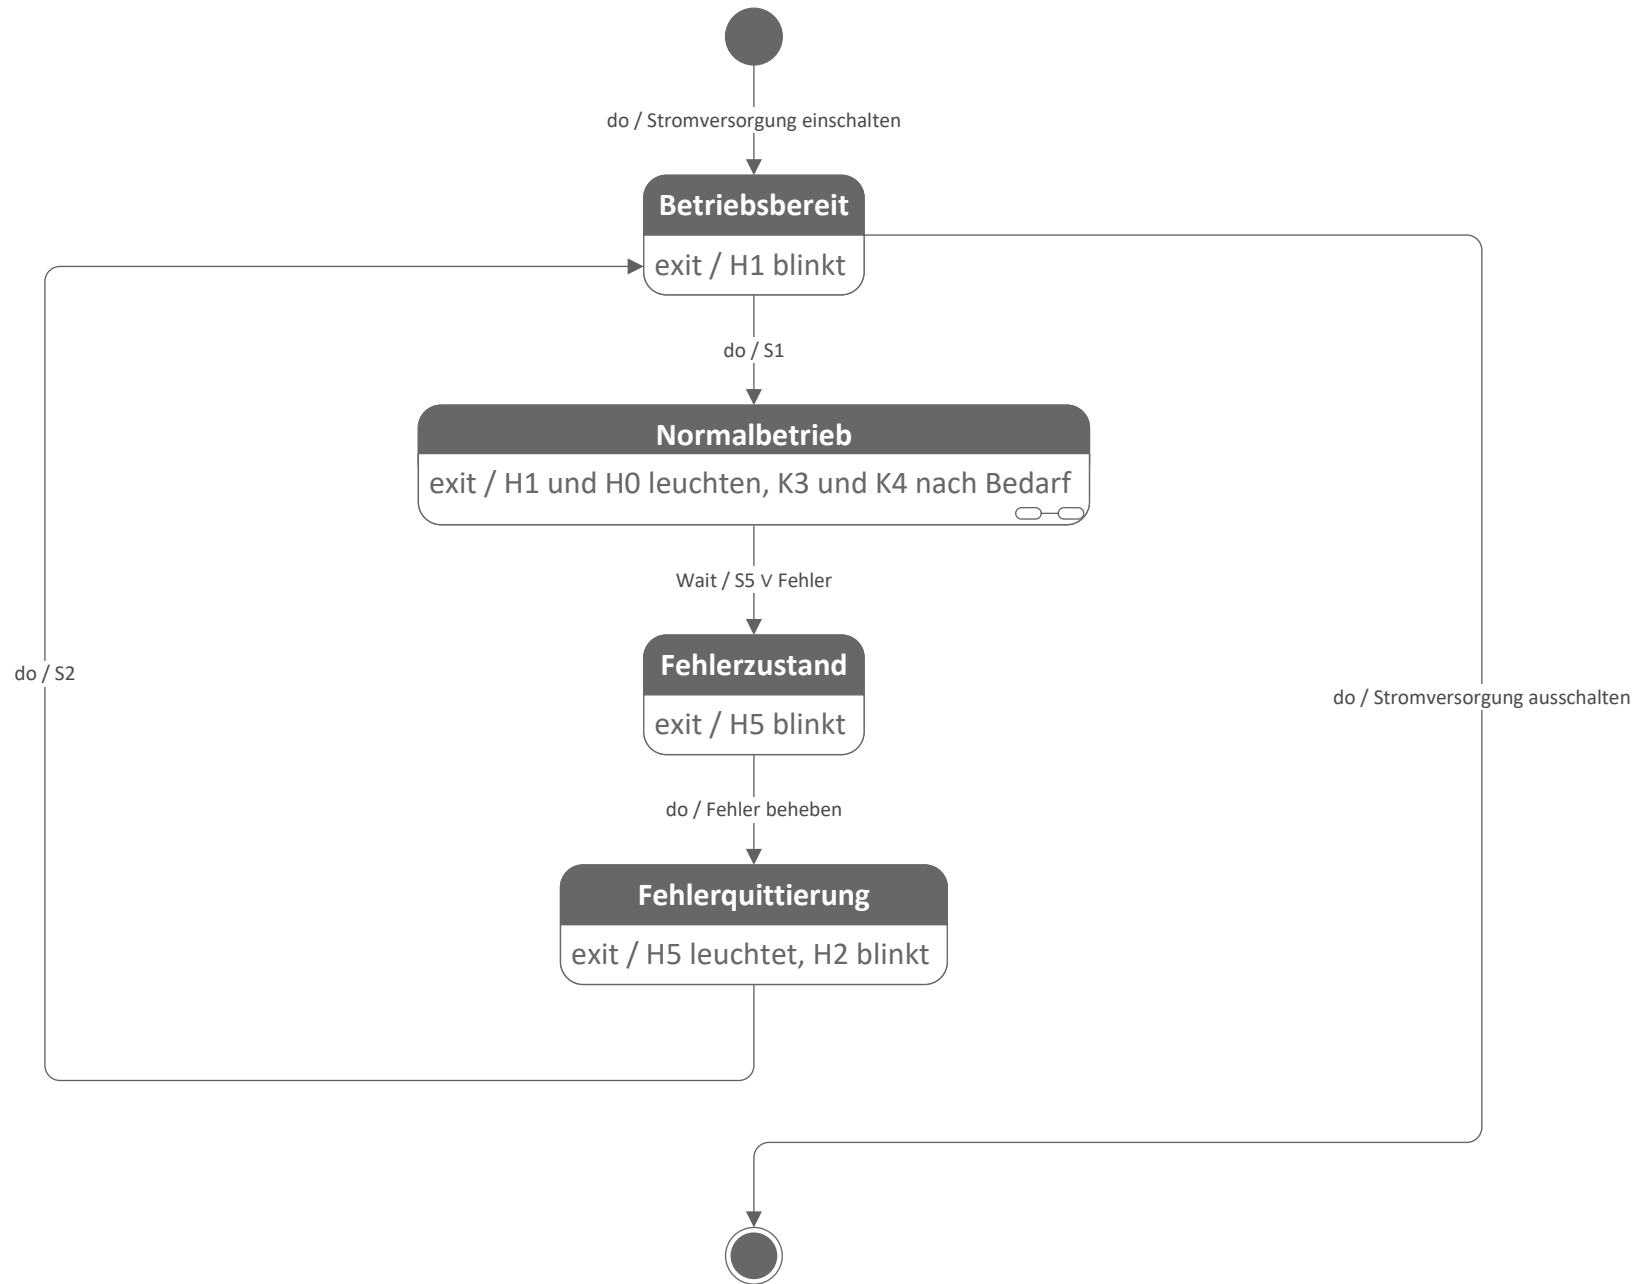 do / Stromversorgung einschalten
Betriebsbereit
exit / H1 blinkt
do / S1
Normalbetrieb
exit / H1 und H0 leuchten, K3 und K4 nach Bedarf
Wait / S5 ∨ Fehler
Fehlerzustand
exit / H5 blinkt
do / S2
do / Stromversorgung ausschalten
do / Fehler beheben
Fehlerquittierung
exit / H5 leuchtet, H2 blinkt